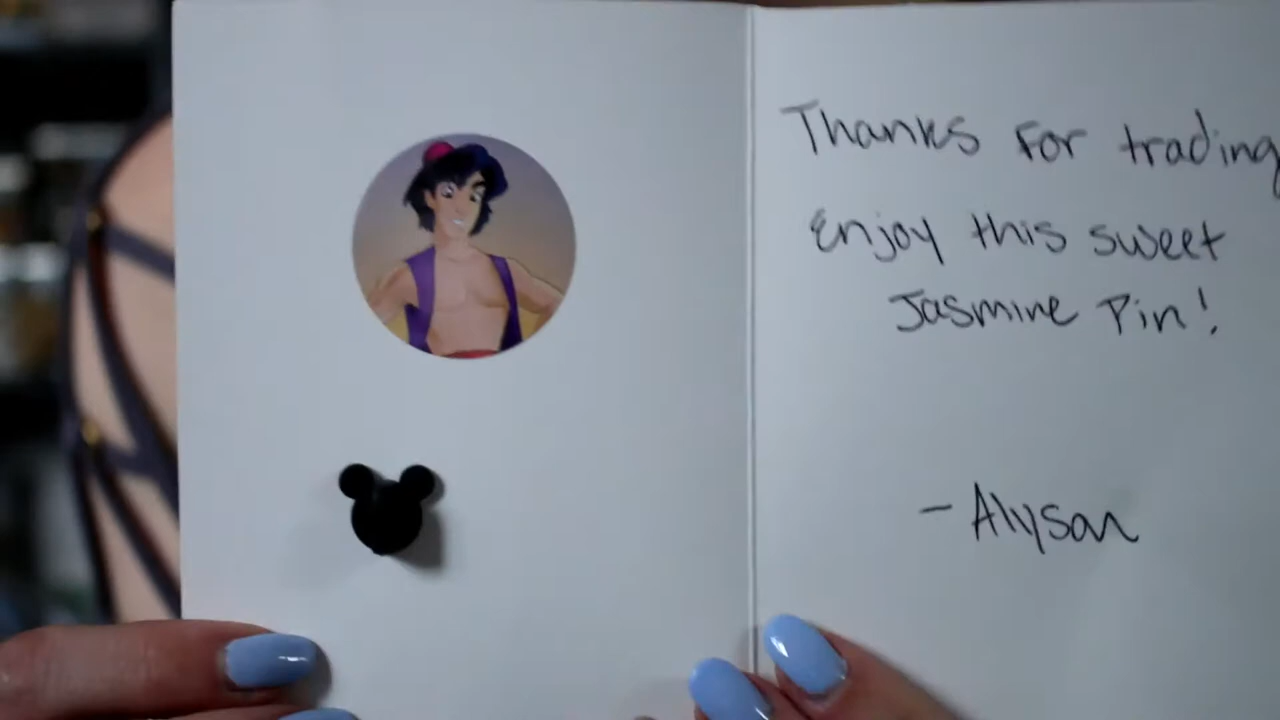 Thanks for trading
Enjoy this sweet
Jasmine Pin!
- Alyson